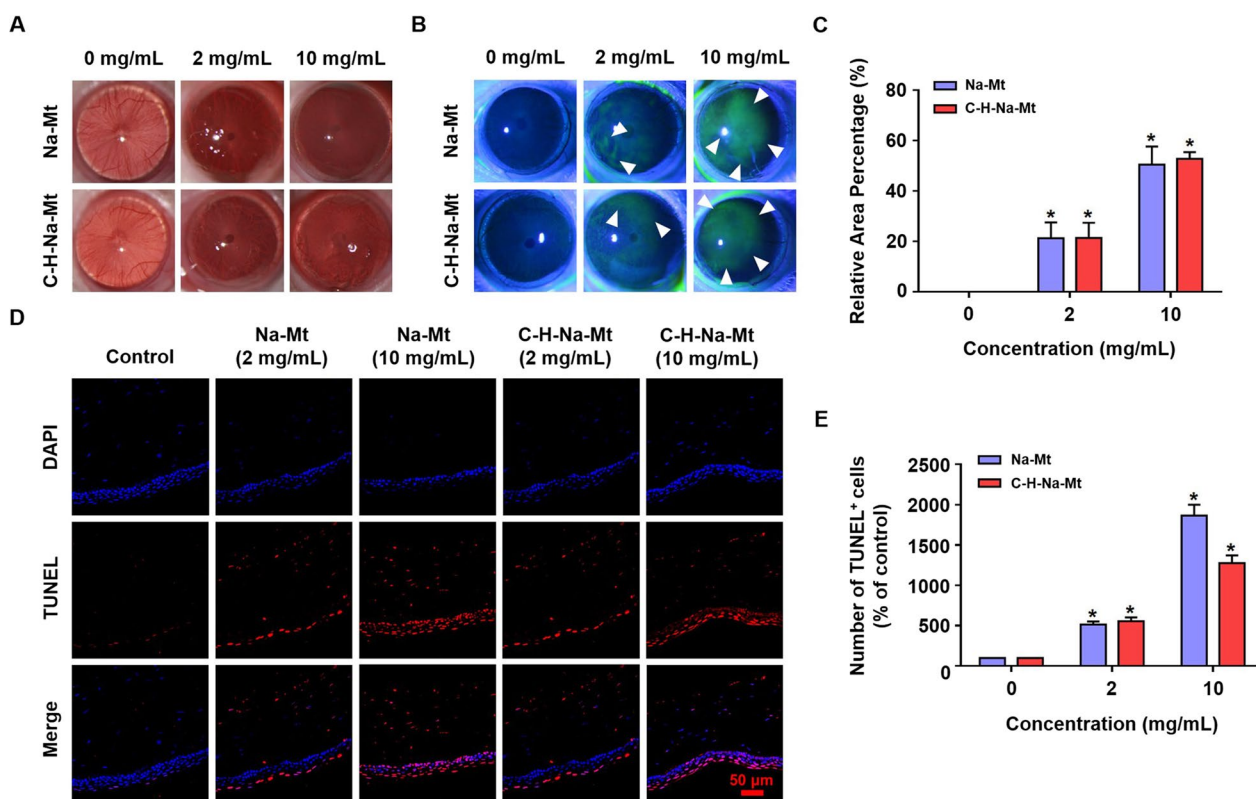 A
0 mg/mL 2 mg/mL 10 mg/mL
Na-Mt
C-H-Na-Mt
B
0 mg/mL 2 mg/mL 10 mg/mL
Na-Mt
C-H-Na-Mt
C
Relative Area Percentage (%)
80
60
40
20
0
Na-Mt
C-H-Na-Mt
* * * *
0 2 10
Concentration (mg/mL)
D
Control
Na-Mt
(2 mg/mL)
Na-Mt
(10 mg/mL)
C-H-Na-Mt
(2 mg/mL)
C-H-Na-Mt
(10 mg/mL)
DAPI
TUNEL
Merge
50 μm
E
Number of TUNEL⁺ cells
(% of control)
2500
2000
1500
1000
500
0
Na-Mt
C-H-Na-Mt
* * * *
0 2 10
Concentration (mg/mL)